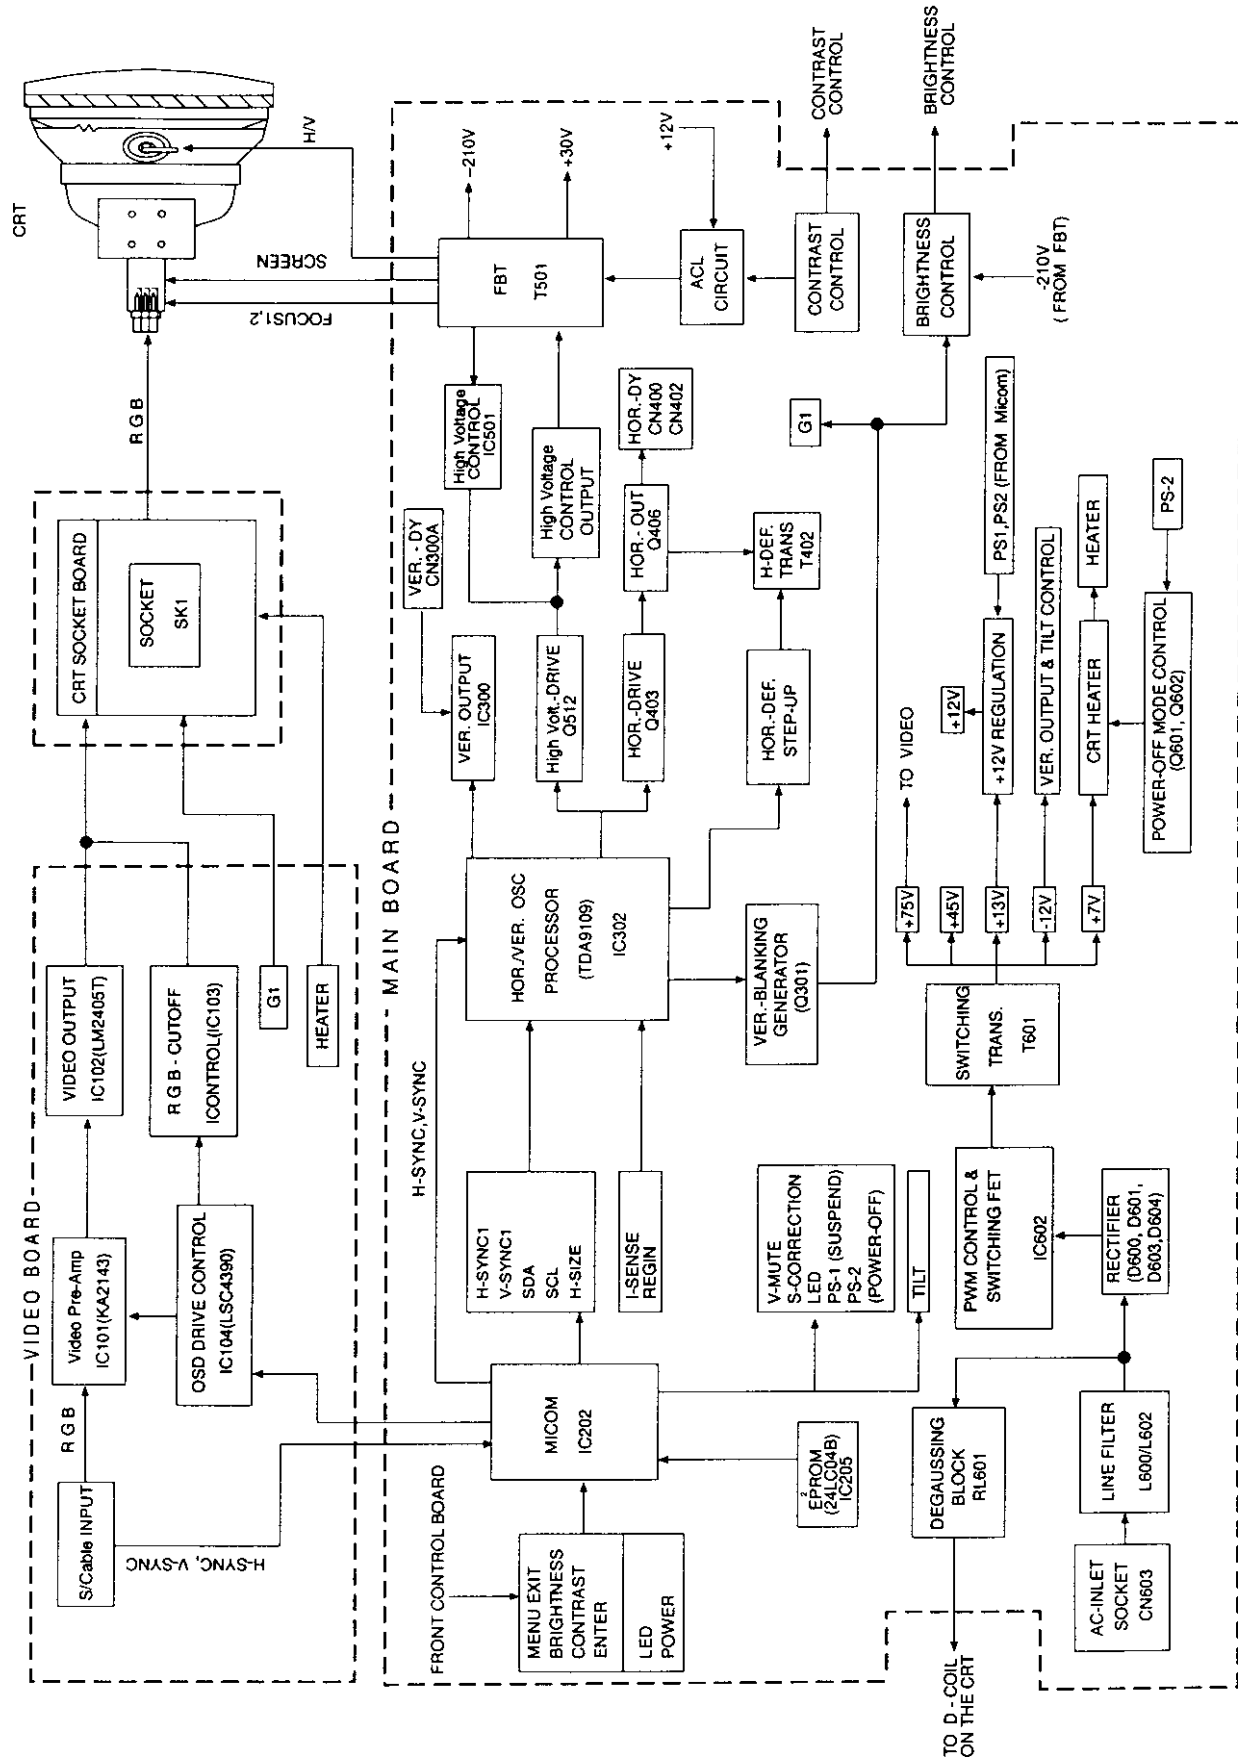 CRT
H/V
SCREEN
FOCUS1,2
R G B
CRT SOCKET BOARD
SOCKET
SK1
VIDEO BOARD
S/Cable INPUT
R G B
H-SYNC, V-SYNC
Video Pre-Amp
IC101(KA2143)
OSD DRIVE CONTROL
IC104(LSC4390)
VIDEO OUTPUT
IC102(LM2405T)
R G B - CUTOFF
ICONTROL(IC103)
G1
HEATER
MAIN BOARD
FRONT CONTROL BOARD
MENU EXIT
BRIGHTNESS
CONTRAST
ENTER
LED
POWER
MICOM
IC202
H-SYNC,V-SYNC
H-SYNC1
V-SYNC1
SDA
SCL
H-SIZE
I-SENSE
REGIN
E²PROM
(24LC04B)
IC205
V-MUTE
S-CORRECTION
LED
PS-1 (SUSPEND)
PS-2
(POWER-OFF)
TILT
HOR./VER. OSC
PROCESSOR
(TDA9109)
IC302
VER.-BLANKING
GENERATOR
(Q301)
VER. OUTPUT
IC300
VER. - DY
CN300A
High Volt.-DRIVE
Q512
High Voltage
CONTROL
IC501
High Voltage
CONTROL
OUTPUT
HOR.-DRIVE
Q403
HOR.- OUT
Q406
HOR.-DY
CN400
CN402
HOR.-DEF.
STEP-UP
H-DEF.
TRANS
T402
FBT
T501
-210V
+30V
+12V
ACL
CIRCUIT
CONTRAST
CONTROL
CONTRAST
CONTROL
G1
BRIGHTNESS
CONTROL
BRIGHTNESS
CONTROL
-210V
( FROM FBT)
AC-INLET
SOCKET
CN603
LINE FILTER
L600/L602
DEGAUSSING
BLOCK
RL601
TO D - COIL
ON THE CRT
RECTIFIER
(D600, D601,
D603,D604)
PWM CONTROL &
SWITCHING FET
IC602
SWITCHING
TRANS.
T601
+75V
TO VIDEO
+45V
+13V
+12V REGULATION
+12V
PS1,PS2 (FROM Micom)
-12V
VER. OUTPUT & TILT CONTROL
+7V
CRT HEATER
HEATER
POWER-OFF MODE CONTROL
(Q601, Q602)
PS-2